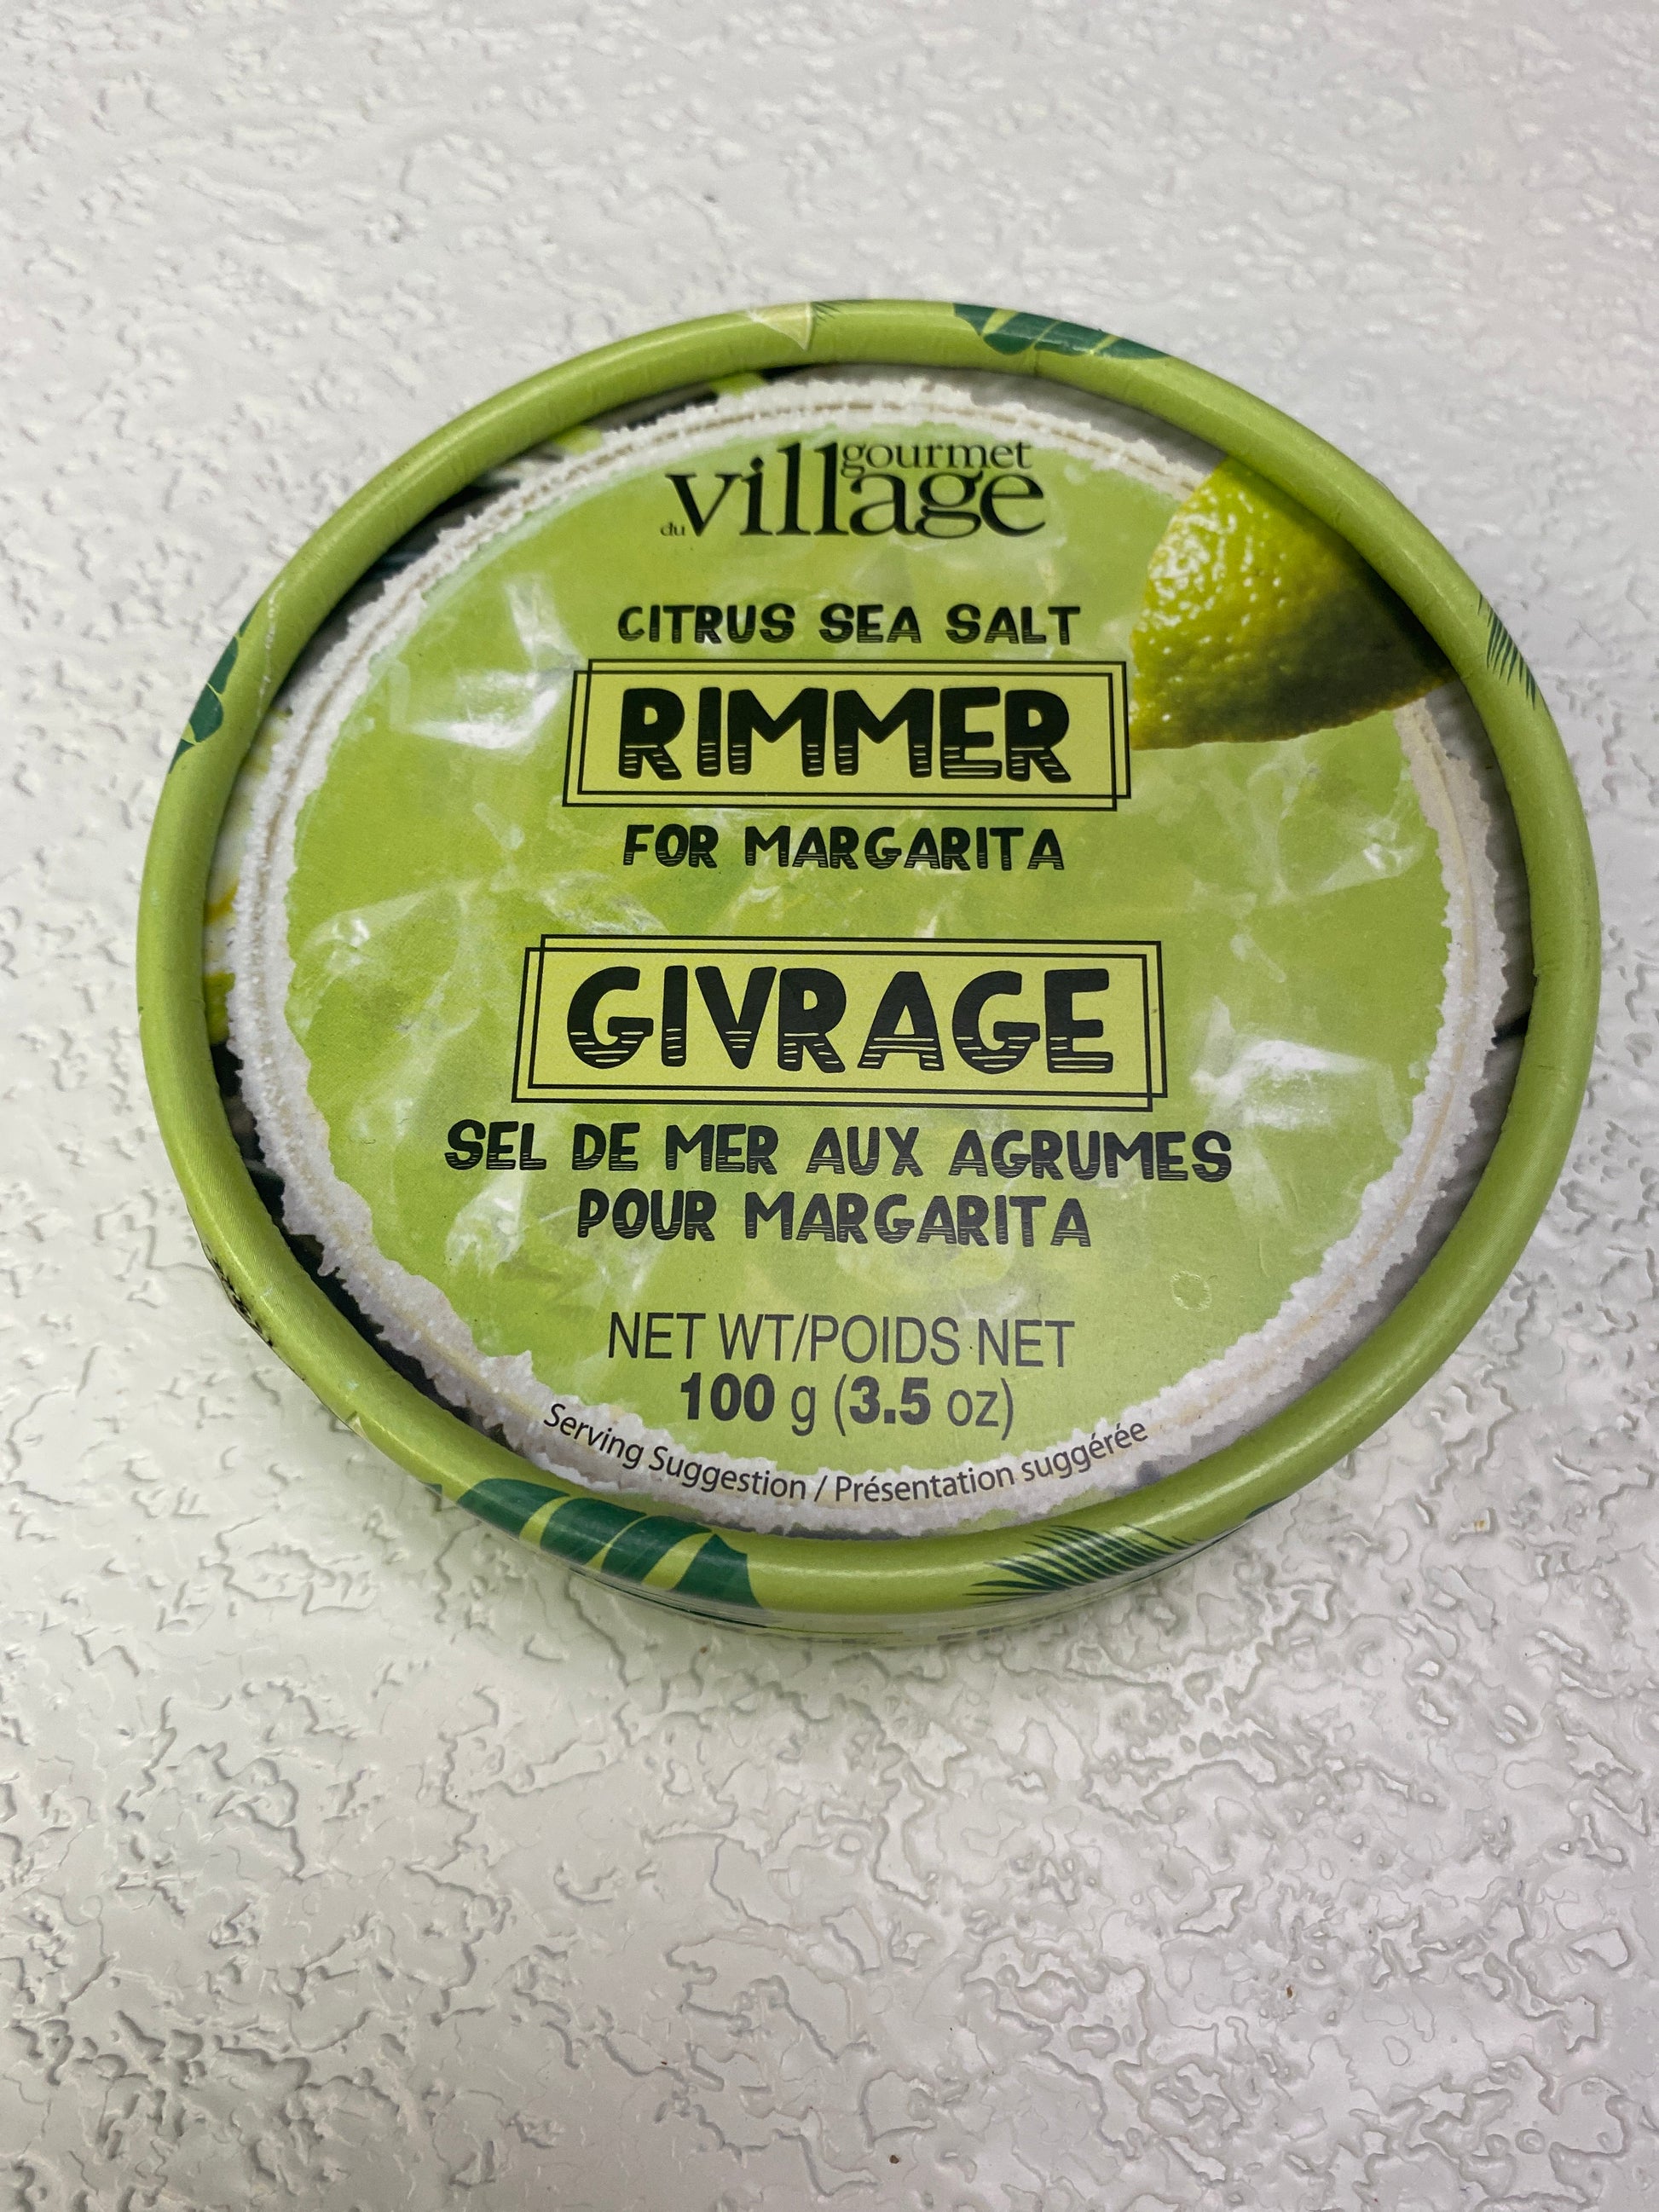 gourmet
du village
CITRUS SEA SALT
RIMMER
FOR MARGARITA
GIVRAGE
SEL DE MER AUX AGRUMES
POUR MARGARITA
NET WT/POIDS NET
100 g (3.5 oz)
Serving Suggestion / Présentation suggérée